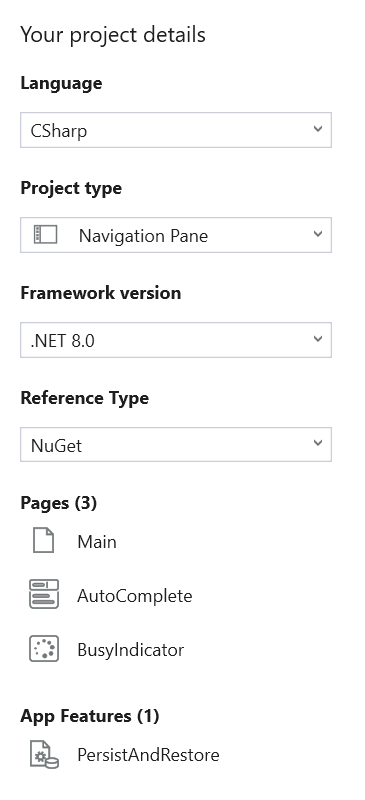 Your project details
Language
CSharp
Project type
Navigation Pane
Framework version
.NET 8.0
Reference Type
NuGet
Pages (3)
Main
AutoComplete
BusyIndicator
App Features (1)
PersistAndRestore